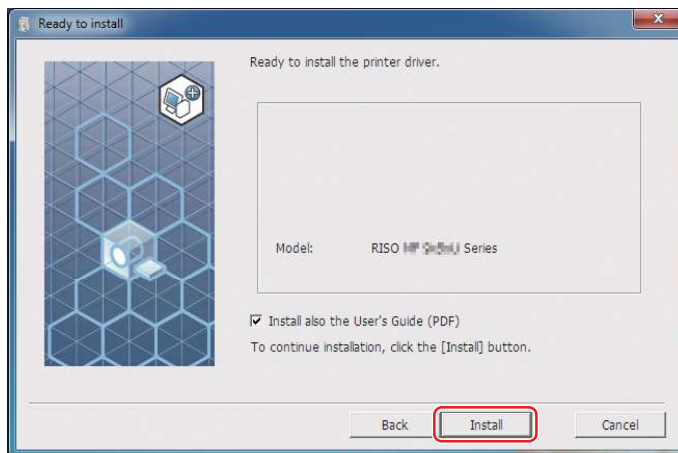 Ready to install
Ready to install the printer driver.
Model: RISO Series
Install also the User's Guide (PDF)
To continue installation, click the [Install] button.
Back Install Cancel